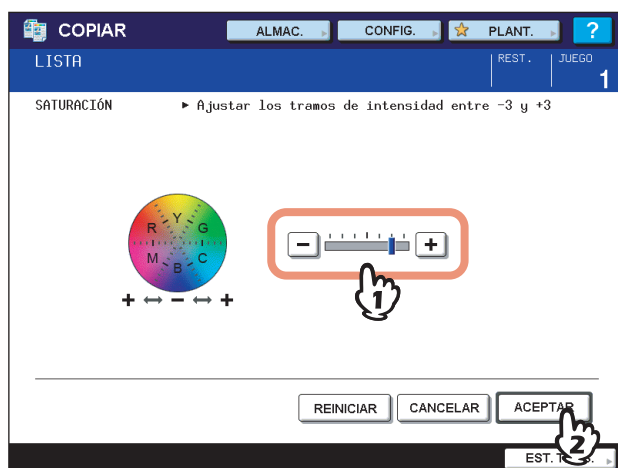 COPIAR
ALMAC.
CONFIG.
PLANT.
?
LISTA
REST.
JUEGO
1
SATURACIÓN
► Ajustar los tramos de intensidad entre -3 y +3
Y
R G
M C
B
+ ↔ - ↔ +
- +
1
REINICIAR
CANCELAR
ACEPTAR
2
EST.